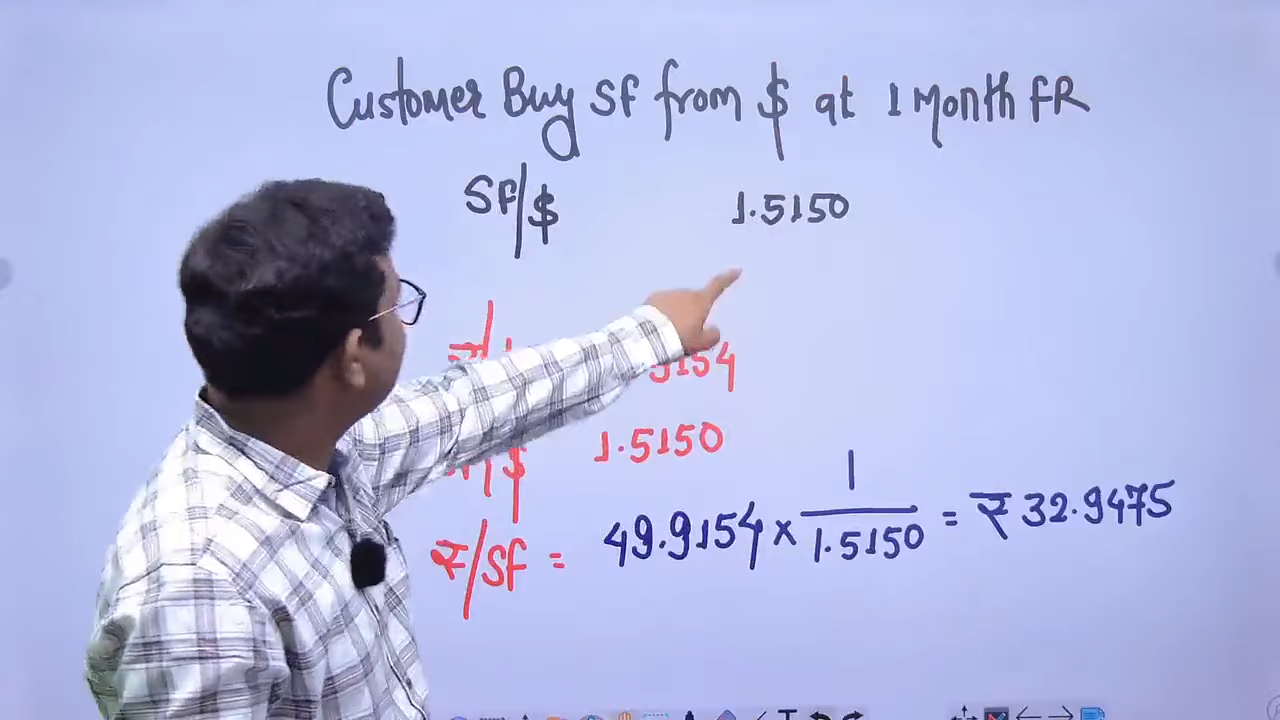 Customer Buy SF from $ at 1 Month FR
SF/$ 1.5150
9154
1.5150
₹/SF = 49.9154 × 1/1.5150 = ₹ 32.9475